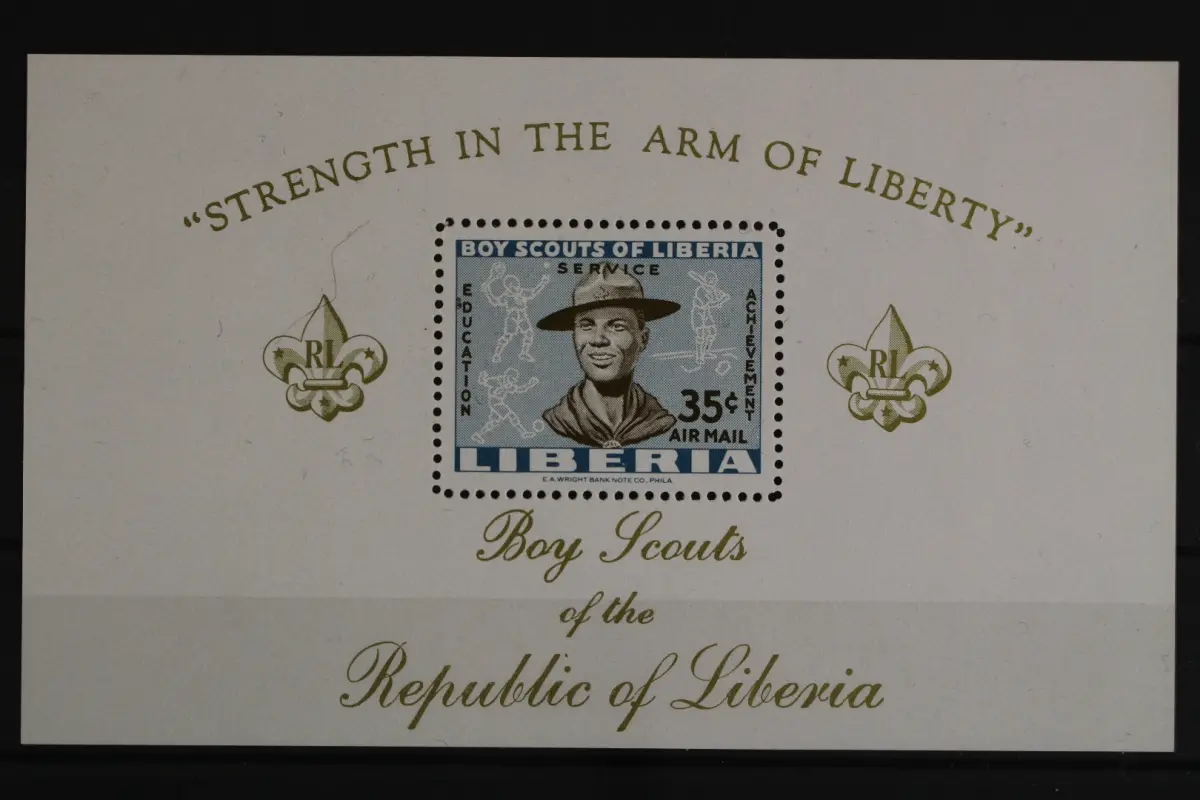 “STRENGTH IN THE ARM OF LIBERTY”
BOY SCOUTS OF LIBERIA
SERVICE
EDUCATION
ACHIEVEMENT
35¢
AIR MAIL
LIBERIA
E.A. WRIGHT BANK NOTE CO., PHILA.
RL
RL
Boy Scouts
of the
Republic of Liberia